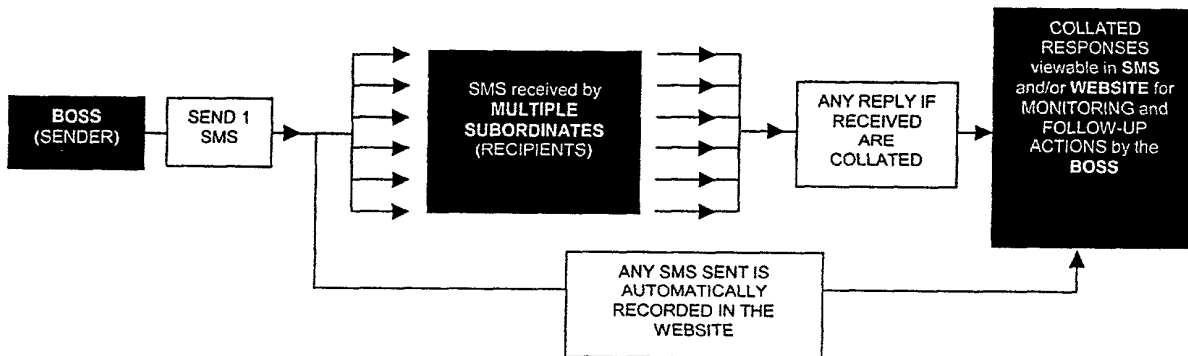 BOSS
(SENDER)
SEND 1
SMS
SMS received by
MULTIPLE
SUBORDINATES
(RECIPIENTS)
ANY REPLY IF
RECEIVED
ARE
COLLATED
COLLATED
RESPONSES
viewable in SMS
and/or WEBSITE for
MONITORING and
FOLLOW-UP
ACTIONS by the
BOSS
ANY SMS SENT IS
AUTOMATICALLY
RECORDED IN THE
WEBSITE